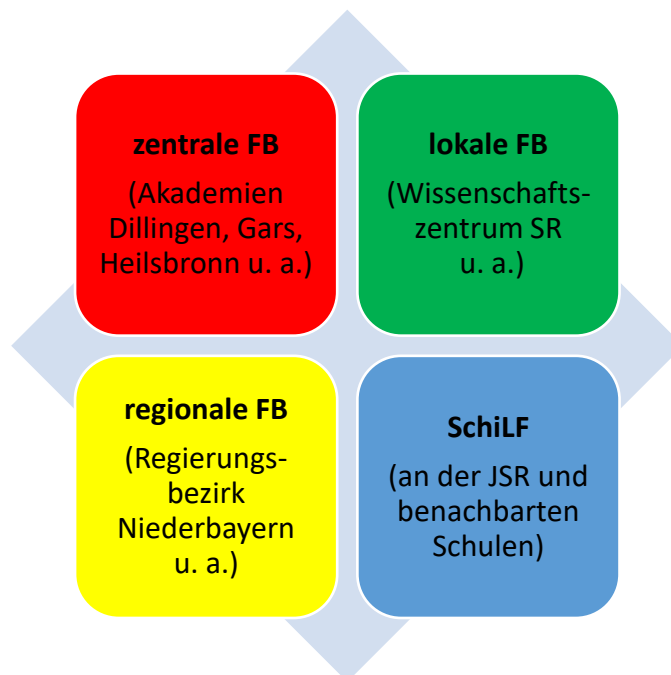 zentrale FB
(Akademien
Dillingen, Gars,
Heilsbronn u. a.)
lokale FB
(Wissenschafts-
zentrum SR
u. a.)
regionale FB
(Regierungs-
bezirk
Niederbayern
u. a.)
SchiLF
(an der JSR und
benachbarten
Schulen)